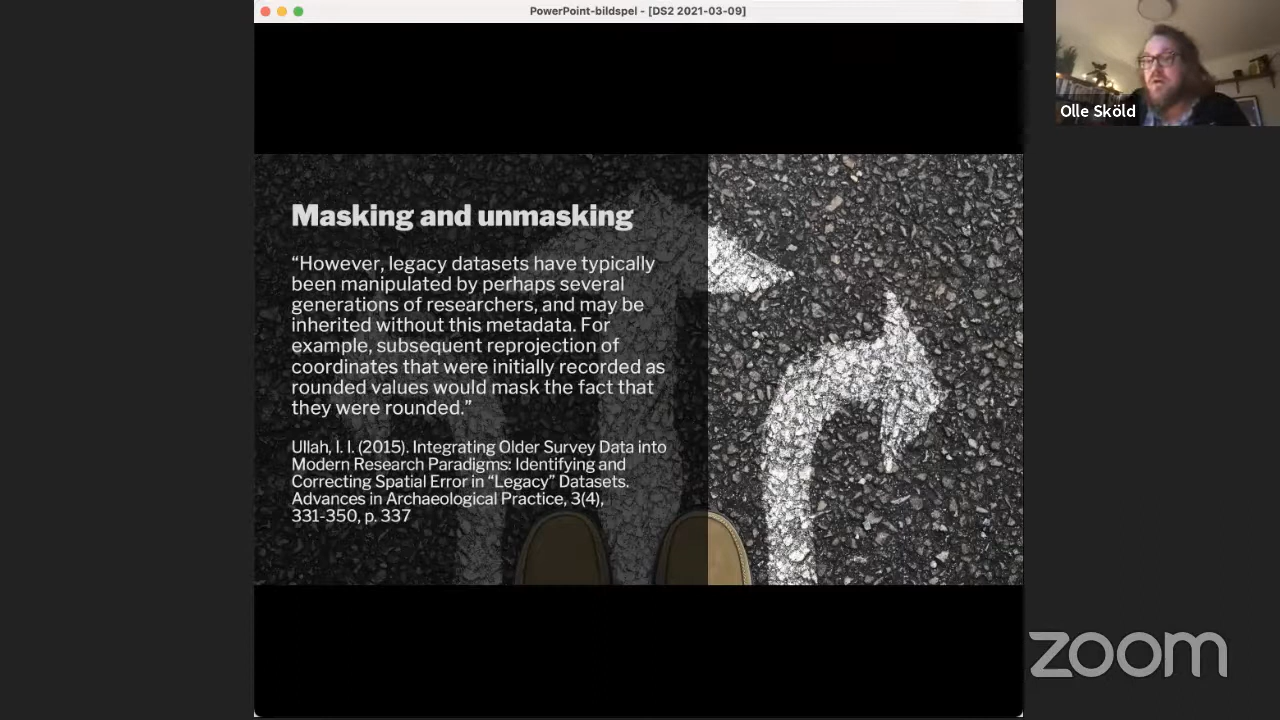 PowerPoint-bildspel - [DS2 2021-03-09]
Olle Sköld
Masking and unmasking
“However, legacy datasets have typically
been manipulated by perhaps several
generations of researchers, and may be
inherited without this metadata. For
example, subsequent reprojection of
coordinates that were initially recorded as
rounded values would mask the fact that
they were rounded.”
Ullah, I. I. (2015). Integrating Older Survey Data into
Modern Research Paradigms: Identifying and
Correcting Spatial Error in “Legacy” Datasets.
Advances in Archaeological Practice, 3(4),
331-350, p. 337
zoom